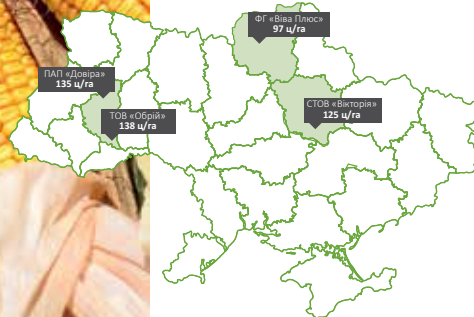 ФГ «Віва Плюс»
97 ц/га
ПАП «Довіра»
135 ц/га
СТОВ «Вікторія»
125 ц/га
ТОВ «Обрій»
138 ц/га